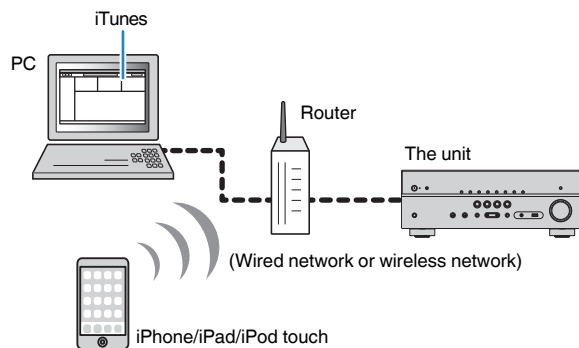 iTunes
PC
Router
The unit
(Wired network or wireless network)
iPhone/iPad/iPod touch